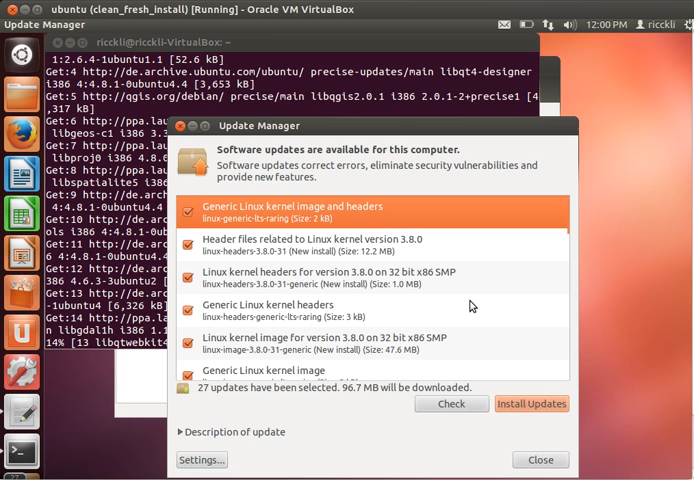 ubuntu (clean_fresh_install) [Running] - Oracle VM VirtualBox
Update Manager
12:00 PM
ricckli
ricckli@ricckli-VirtualBox: ~
1:2.6.4-1ubuntu1.1 [52.6 kB]
Get:4 http://de.archive.ubuntu.com/ubuntu/ precise-updates/main libqt4-designer
i386 4:4.8.1-0ubuntu4.4 [3,653 kB]
Get:5 http://qgis.org/debian/ precise/main libqgis2.0.1 i386 2.0.1-2+precise1 [4
,317 kB]
Get:6 http://ppa.lau
libgeos-c1 i386 3.3
Get:7 http://ppa.lau
libproj0 i386 4.8.0
Get:8 http://ppa.lau
libspatialite5 i386
Get:9 http://de.arch
4:4.8.1-0ubuntu4.4
Get:10 http://ppa.la
ols i386 4:4.8.1-0ub
Get:11 http://de.arc
6 4:4.8.1-0ubuntu4.4
Get:12 http://de.arc
386 4.6.3-3ubuntu2 [
Get:13 http://de.arc
-1ubuntu4 [6,326 kB]
Get:14 http://ppa.la
n libgdal1h i386 1.1
14% [13 libqtwebkit4
Update Manager
Software updates are available for this computer.
Software updates correct errors, eliminate security vulnerabilities and
provide new features.
Generic Linux kernel image and headers
linux-generic-lts-raring (Size: 2 kB)
Header files related to Linux kernel version 3.8.0
linux-headers-3.8.0-31 (New install) (Size: 12.2 MB)
Linux kernel headers for version 3.8.0 on 32 bit x86 SMP
linux-headers-3.8.0-31-generic (New install) (Size: 1.0 MB)
Generic Linux kernel headers
linux-headers-generic-lts-raring (Size: 3 kB)
Linux kernel image for version 3.8.0 on 32 bit x86 SMP
linux-image-3.8.0-31-generic (New install) (Size: 47.6 MB)
Generic Linux kernel image
27 updates have been selected. 96.7 MB will be downloaded.
Check
Install Updates
Description of update
Settings...
Close
27